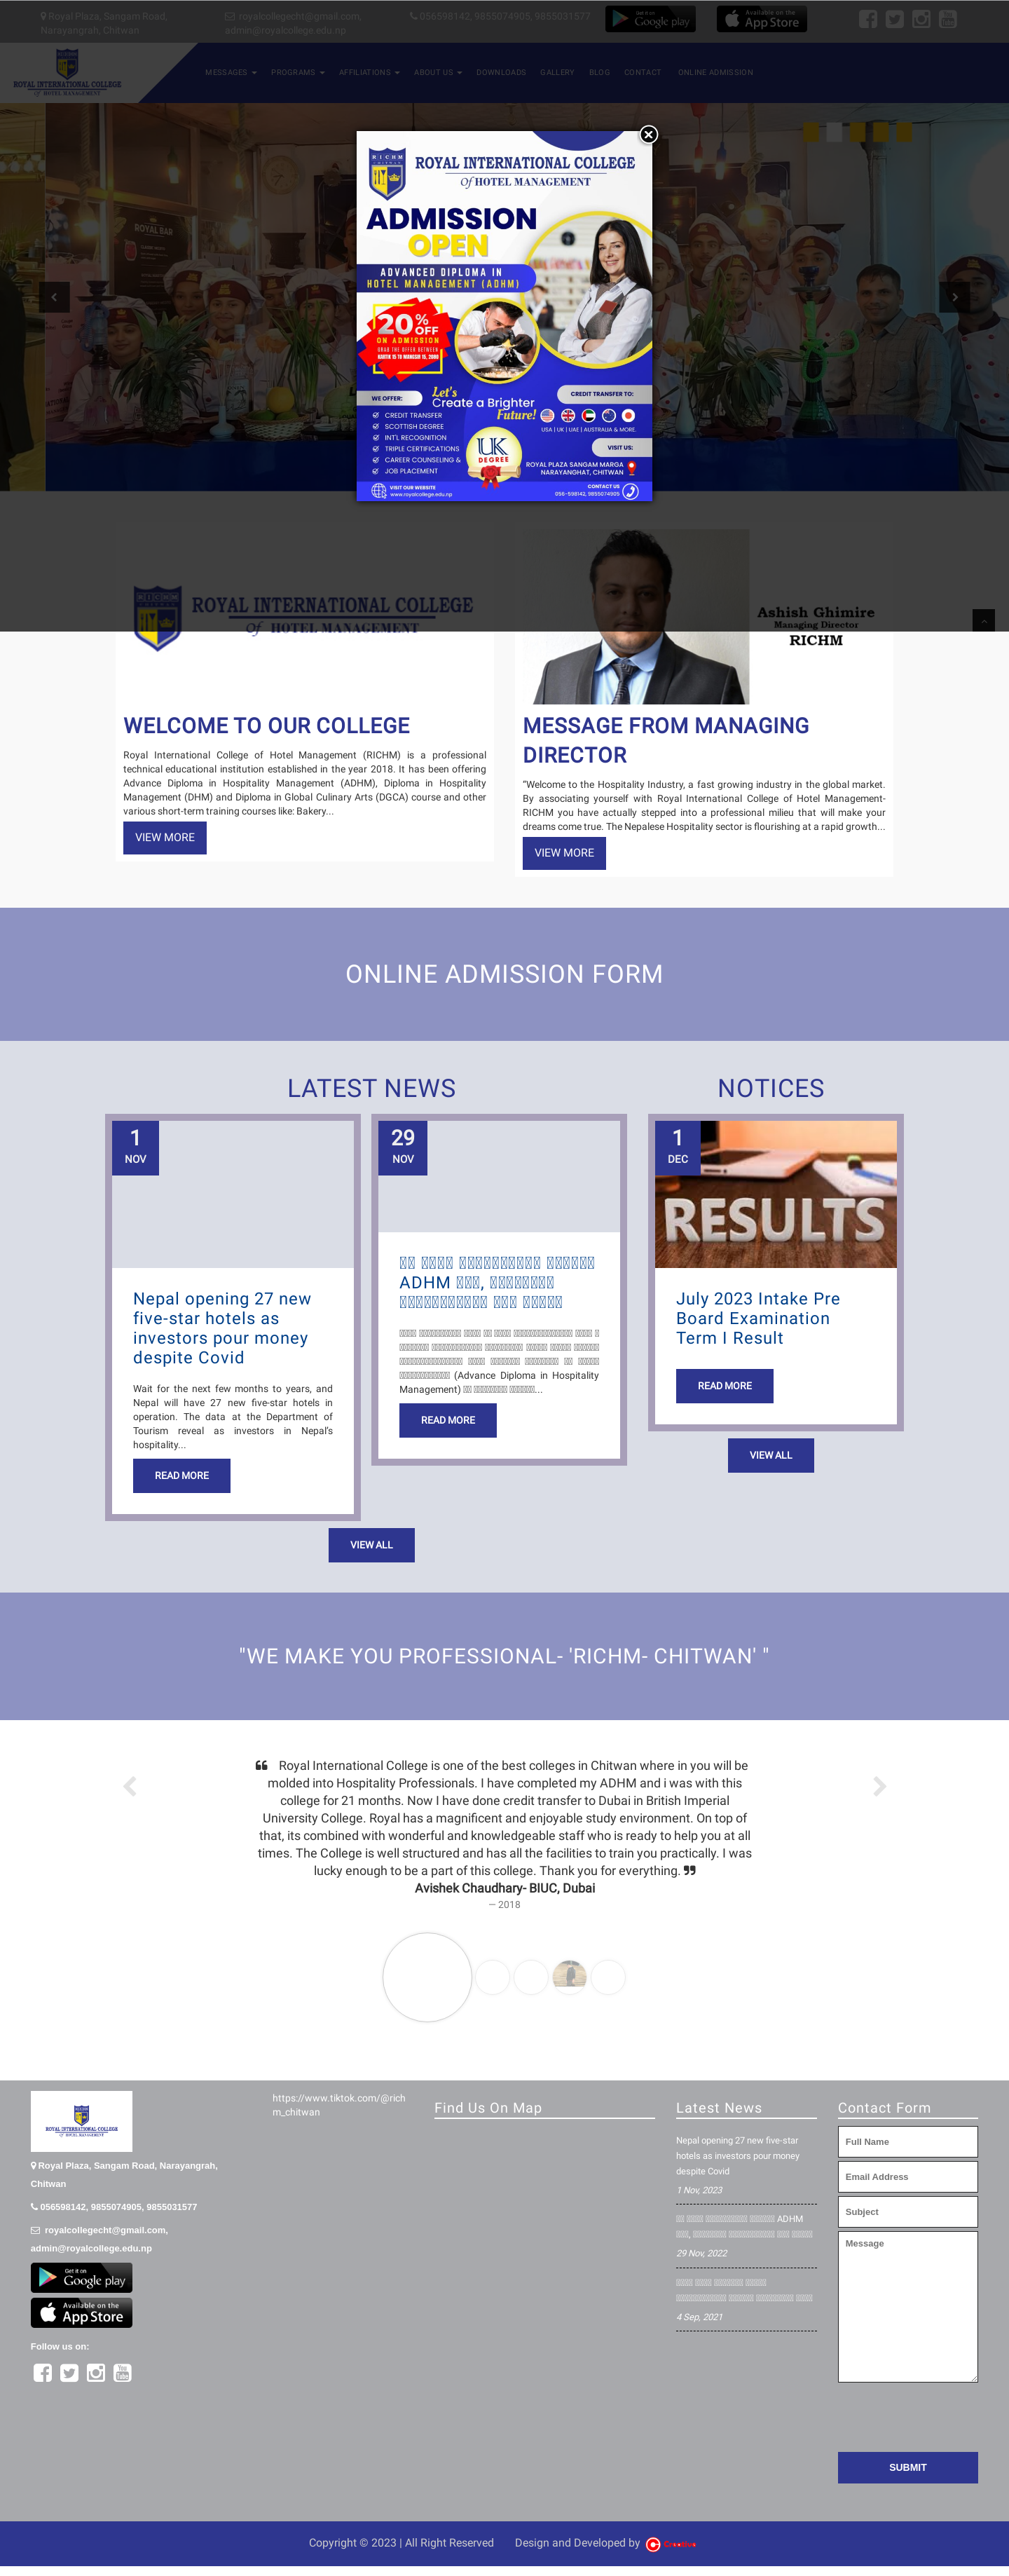 Royal Plaza, Sangam Road,
Narayangrah, Chitwan
royalcollegecht@gmail.com,
admin@royalcollege.edu.np
056598142, 9855074905, 9855031577
Get it on
Google play
Available on the
App Store
ROYAL INTERNATIONAL COLLEGE
of HOTEL MANAGEMENT
MESSAGES
PROGRAMS
AFFILIATIONS
ABOUT US
DOWNLOADS
GALLERY
BLOG
CONTACT
ONLINE ADMISSION
ROYAL BAR
RICHM
ROYAL INTERNATIONAL COLLEGE
Of HOTEL MANAGEMENT
ADMISSION
OPEN
ADVANCED DIPLOMA IN
HOTEL MANAGEMENT (ADHM)
20% OFF
ON ADMISSION
GRAB THE OFFER BETWEEN
KARTIK 15 TO MANGSIR 15, 2080
Let's
Create a Brighter
Future!
WE OFFER:
CREDIT TRANSFER
SCOTTISH DEGREE
INT'L RECOGNITION
TRIPLE CERTIFICATIONS
CAREER COUNSELING &
JOB PLACEMENT
CREDIT TRANSFER TO:
USA | UK | UAE | AUSTRALIA & MORE.
UK
DEGREE
VISIT US:
ROYAL PLAZA SANGAM MARGA
NARAYANGHAT, CHITWAN
VISIT OUR WEBSITE
www.royalcollege.edu.np
CONTACT US
056-598142, 9855074905
RICHM
ROYAL INTERNATIONAL COLLEGE
of HOTEL MANAGEMENT
Ashish Ghimire
Managing Director
RICHM
WELCOME TO OUR COLLEGE
Royal International College of Hotel Management (RICHM) is a professional
technical educational institution established in the year 2018. It has been offering
Advance Diploma in Hospitality Management (ADHM), Diploma in Hospitality
Management (DHM) and Diploma in Global Culinary Arts (DGCA) course and other
various short-term training courses like: Bakery...
VIEW MORE
MESSAGE FROM MANAGING
DIRECTOR
"Welcome to the Hospitality Industry, a fast growing industry in the global market.
By associating yourself with Royal International College of Hotel Management-
RICHM you have actually stepped into a professional milieu that will make your
dreams come true. The Nepalese Hospitality sector is flourishing at a rapid growth...
VIEW MORE
ONLINE ADMISSION FORM
LATEST NEWS
1
NOV
Nepal opening 27 new
five-star hotels as
investors pour money
despite Covid
Wait for the next few months to years, and
Nepal will have 27 new five-star hotels in
operation. The data at the Department of
Tourism reveal as investors in Nepal's
hospitality...
READ MORE
29
NOV
ADHM
(Advance Diploma in Hospitality
Management)
READ MORE
VIEW ALL
NOTICES
1
DEC
RESULTS
July 2023 Intake Pre
Board Examination
Term I Result
READ MORE
VIEW ALL
"WE MAKE YOU PROFESSIONAL- 'RICHM- CHITWAN' "
Royal International College is one of the best colleges in Chitwan where in you will be
molded into Hospitality Professionals. I have completed my ADHM and i was with this
college for 21 months. Now I have done credit transfer to Dubai in British Imperial
University College. Royal has a magnificent and enjoyable study environment. On top of
that, its combined with wonderful and knowledgeable staff who is ready to help you at all
times. The College is well structured and has all the facilities to train you practically. I was
lucky enough to be a part of this college. Thank you for everything.
Avishek Chaudhary- BIUC, Dubai
— 2018
ROYAL INTERNATIONAL COLLEGE
of HOTEL MANAGEMENT
Royal Plaza, Sangam Road, Narayangrah,
Chitwan
056598142, 9855074905, 9855031577
royalcollegecht@gmail.com,
admin@royalcollege.edu.np
Get it on
Google play
Available on the
App Store
Follow us on:
https://www.tiktok.com/@rich
m_chitwan
Find Us On Map
Latest News
Nepal opening 27 new five-star
hotels as investors pour money
despite Covid
1 Nov, 2023
ADHM
29 Nov, 2022
4 Sep, 2021
Contact Form
Full Name
Email Address
Subject
Message
SUBMIT
Copyright © 2023 | All Right Reserved
Design and Developed by